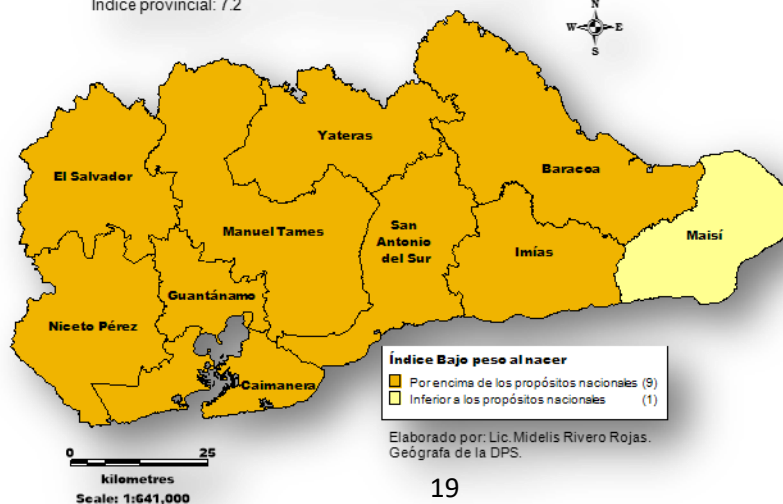 Índice provincial: 7.2
N
W E
S
Yateras
El Salvador
Baracoa
Manuel Tames
San
Antonio
del Sur
Imías
Maisí
Guantánamo
Niceto Pérez
Caimanera
Índice Bajo peso al nacer
Por encima de los propósitos nacionales (9)
Inferior a los propósitos nacionales (1)
Elaborado por: Lic. Midelis Rivero Rojas.
Geógrafa de la DPS.
0 25
kilometres
Scale: 1:641,000
19